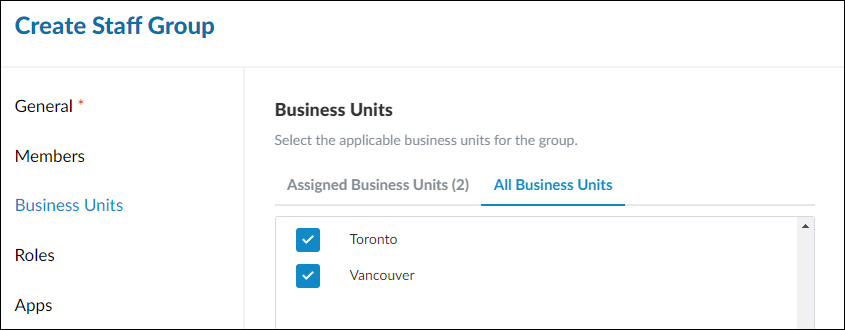 Create Staff Group
General *
Members
Business Units
Roles
Apps
Business Units
Select the applicable business units for the group.
Assigned Business Units (2) All Business Units
Toronto
Vancouver